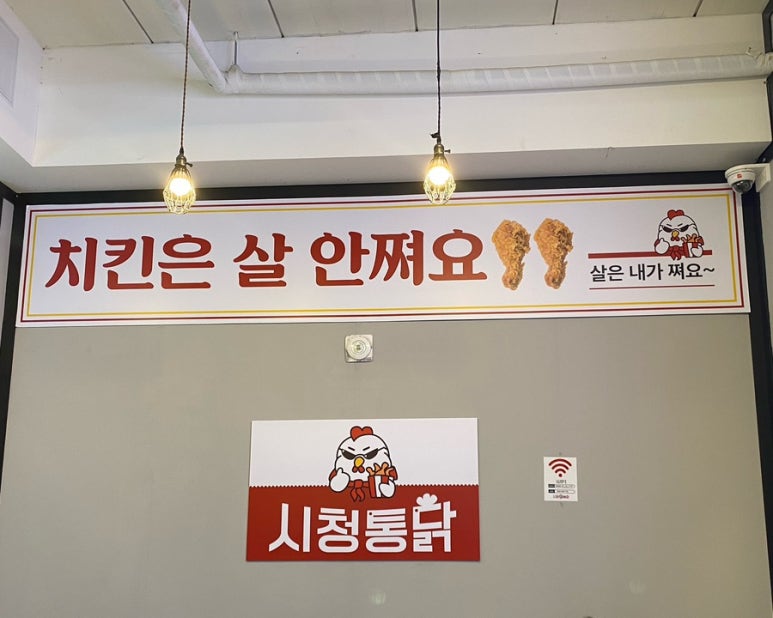 치킨은 살 안쪄요
살은 내가 쪄요~
시청통닭